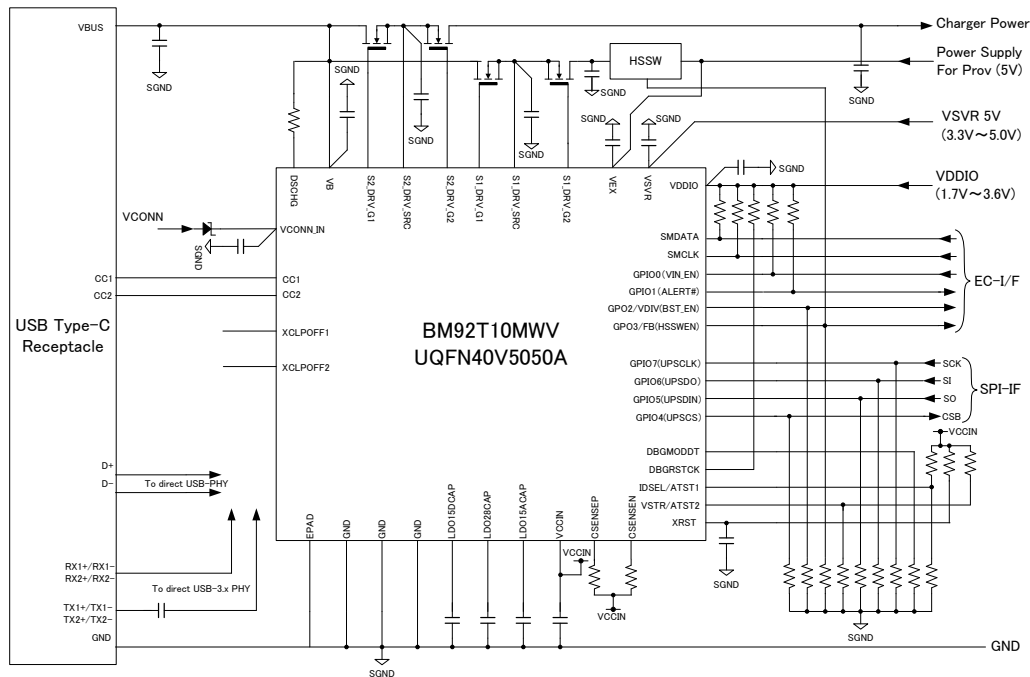 VBUS
Charger Power
Power Supply
For Prov (5V)
HSSW
SGND
SGND
SGND
SGND
SGND
SGND
SGND
SGND
VSVR 5V
(3.3V～5.0V)
SGND
VDDIO
(1.7V～3.6V)
DSCHG
VB
S2_DRV_G1
S2_DRV_SRC
S2_DRV_G2
S1_DRV_G1
S1_DRV_SRC
S1_DRV_G2
VEX
VSVR
VDDIO
VCONN
VCONN_IN
SGND
SMDATA
SMCLK
GPIO0(VIN_EN)
GPIO1(ALERT#)
GPO2/VDIV(BST_EN)
GPO3/FB(HSSWEN)
EC-I/F
CC1
CC2
CC1
CC2
USB Type-C
Receptacle
XCLPOFF1
XCLPOFF2
BM92T10MWV
UQFN40V5050A
GPIO7(UPSCLK)
GPIO6(UPSDO)
GPIO5(UPSDIN)
GPIO4(UPSCS)
SCK
SI
SO
CSB
SPI-IF
VCCIN
DBGMODDT
DBGRSTCK
IDSEL/ATST1
VSTR/ATST2
XRST
D+
D-
To direct USB-PHY
EPAD
GND
GND
GND
LDO15DCAP
LDO28CAP
LDO15ACAP
VCCIN
CSENSEP
CSENSEN
VCCIN
VCCIN
SGND
RX1+/RX1-
RX2+/RX2-
To direct USB-3.x PHY
TX1+/TX1-
TX2+/TX2-
GND
SGND
SGND
GND